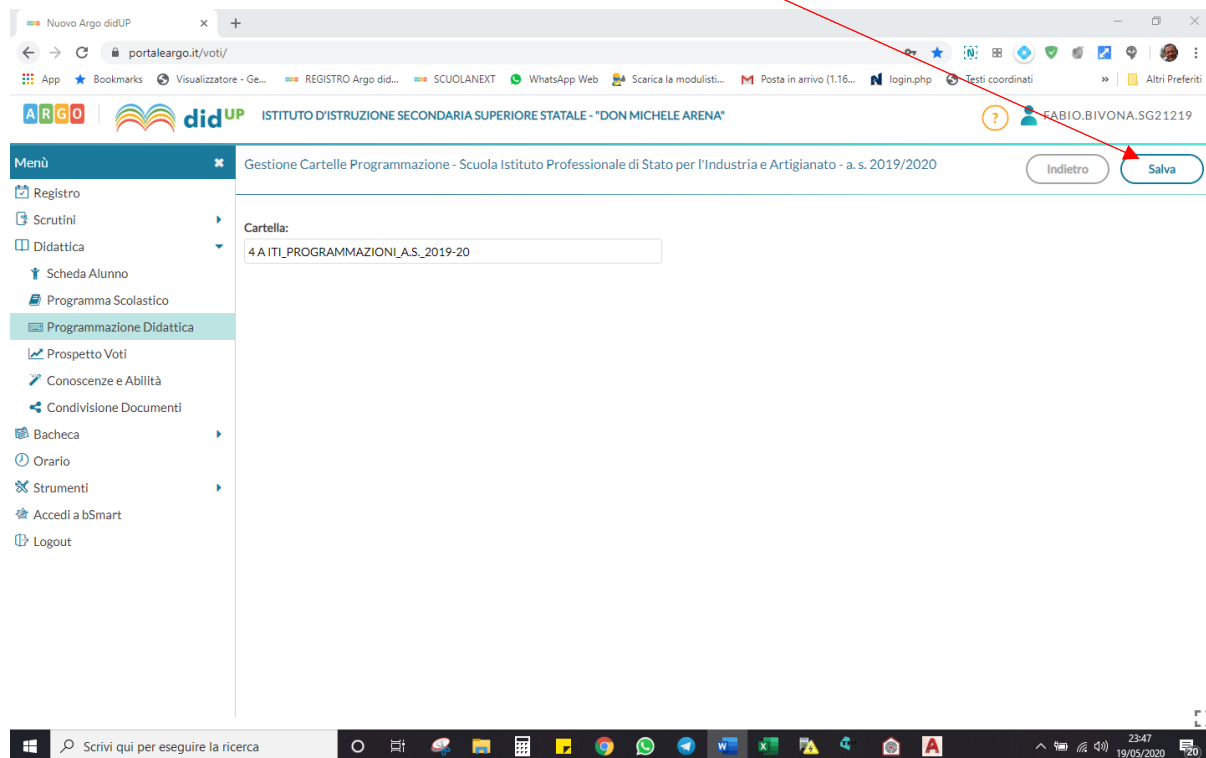 Nuovo Argo didUP
portaleargo.it/voti/
App Bookmarks Visualizzatore - Ge... REGISTRO Argo did... SCUOLANEXT WhatsApp Web Scarica la modulisti... Posta in arrivo (1.16... login.php Testi coordinati » Altri Preferiti
ARGO didUP ISTITUTO D'ISTRUZIONE SECONDARIA SUPERIORE STATALE - "DON MICHELE ARENA" ? FABIO.BIVONA.SG21219
Menù
Gestione Cartelle Programmazione - Scuola Istituto Professionale di Stato per l'Industria e Artigianato - a. s. 2019/2020
Indietro
Salva
Registro
Scrutini
Didattica
Scheda Alunno
Programma Scolastico
Programmazione Didattica
Prospetto Voti
Conoscenze e Abilità
Condivisione Documenti
Bacheca
Orario
Strumenti
Accedi a bSmart
Logout
Cartella:
4 A ITI_PROGRAMMAZIONI_A.S._2019-20
Scrivi qui per eseguire la ricerca
23:47
19/05/2020
20